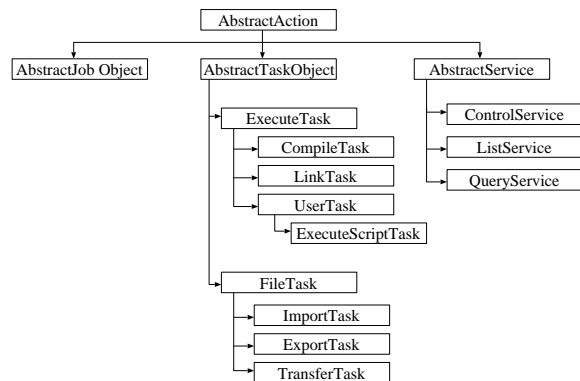 AbstractAction
AbstractJob Object
AbstractTaskObject
AbstractService
ExecuteTask
CompileTask
LinkTask
UserTask
ExecuteScriptTask
FileTask
ImportTask
ExportTask
TransferTask
ControlService
ListService
QueryService